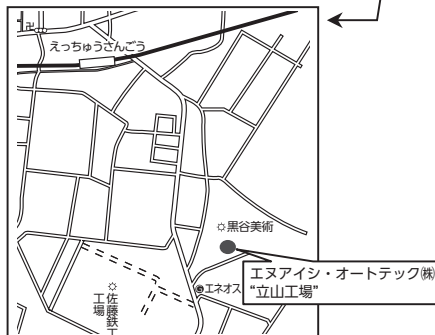 卍
えっちゅうさんごう
黒谷美術
エネオス
エヌアイシ・オートテック㈱
“立山工場”
佐藤鉄工
工場